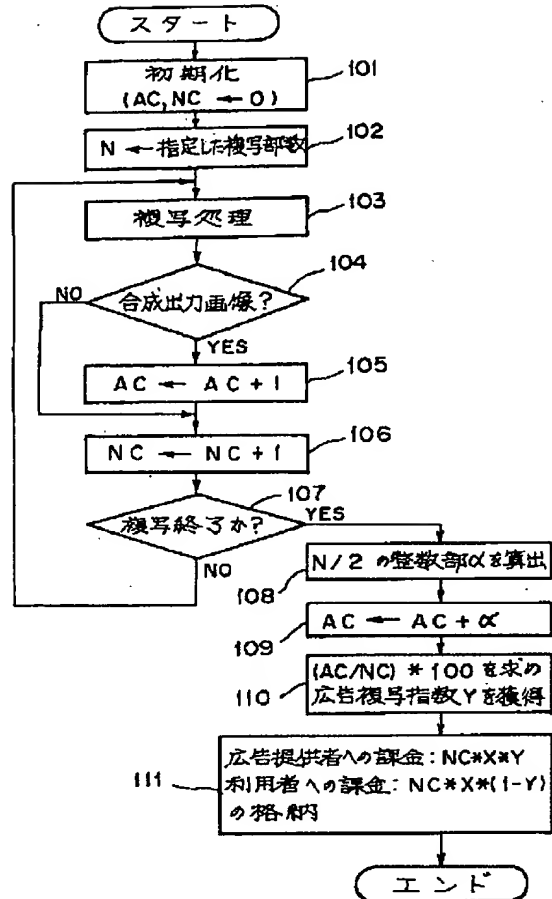 スタート
初期化
(AC,NC ← 0)
101
N ← 指定した複写部数
102
複写処理
103
合成出力画像?
104
NO
YES
AC ← AC + 1
105
NC ← NC + 1
106
複写終了か?
107
YES
NO
N/2 の整数部αを算出
108
AC ← AC + α
109
(AC/NC) * 100 を求め
広告複写指数Yを獲得
110
広告提供者への課金: NC*X*Y
利用者への課金: NC*X*(1-Y)
の格納
111
エンド